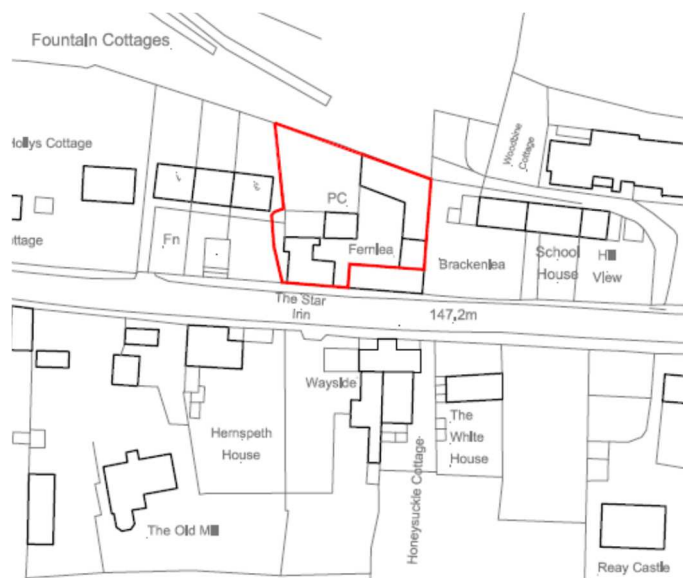 Fountain Cottages
Hollys Cottage
Woodbine
Cottage
PC
Fn
Fernlea
Brackenlea
School
House
Hill
View
ttage
The Star
Inn
147.2m
Wayside
Hernspeth
House
The
White
House
Honeysuckle Cottage
The Old Mill
Reay Castle